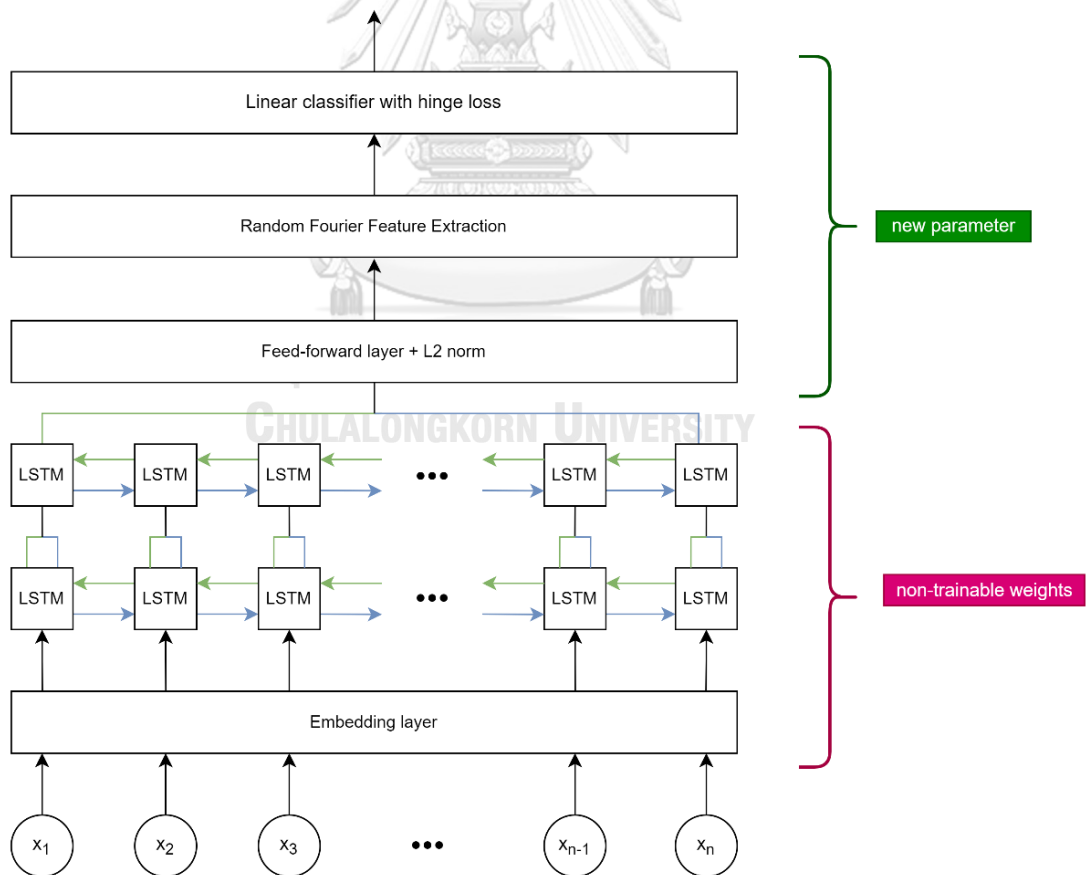 Linear classifier with hinge loss
Random Fourier Feature Extraction
new parameter
Feed-forward layer + L2 norm
CHULALONGKORN UNIVERSITY
LSTM LSTM LSTM ••• LSTM LSTM
LSTM LSTM LSTM ••• LSTM LSTM
non-trainable weights
Embedding layer
x1 x2 x3 ••• xn-1 xn